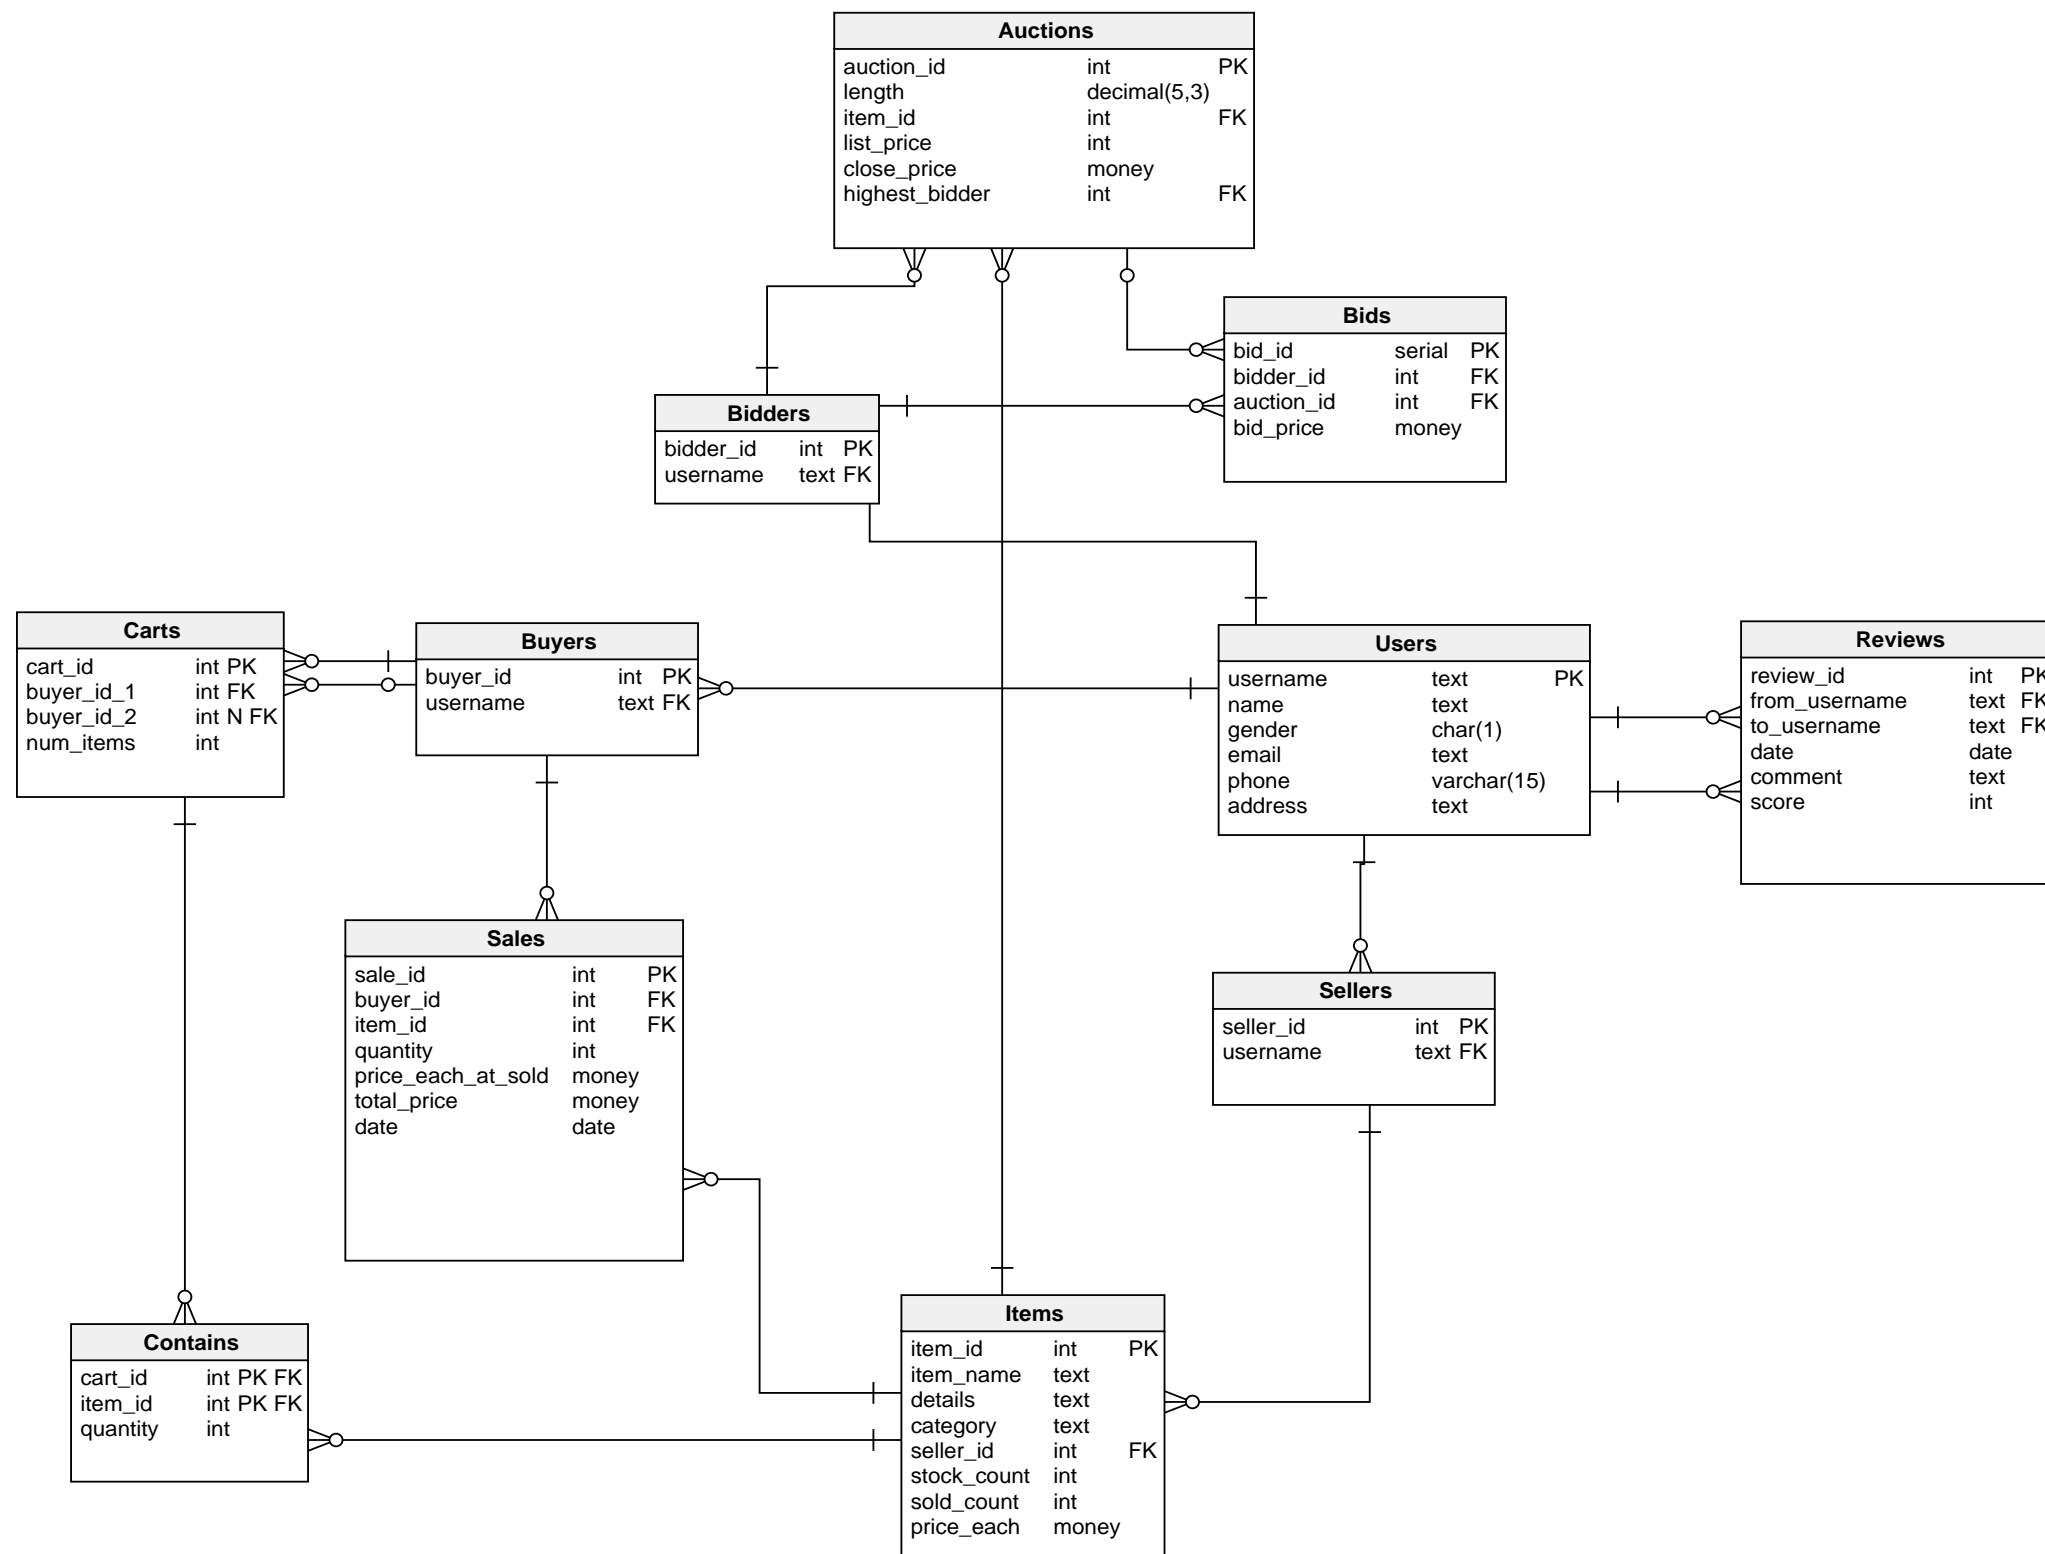 Auctions
auction_id int PK
length decimal(5,3)
item_id int FK
list_price int
close_price money
highest_bidder int FK
Bids
bid_id serial PK
bidder_id int FK
auction_id int FK
bid_price money
Bidders
bidder_id int PK
username text FK
Carts
cart_id int PK
buyer_id_1 int FK
buyer_id_2 int N FK
num_items int
Buyers
buyer_id int PK
username text FK
Users
username text PK
name text
gender char(1)
email text
phone varchar(15)
address text
Reviews
review_id int PK
from_username text FK
to_username text FK
date date
comment text
score int
Sales
sale_id int PK
buyer_id int FK
item_id int FK
quantity int
price_each_at_sold money
total_price money
date date
Sellers
seller_id int PK
username text FK
Contains
cart_id int PK FK
item_id int PK FK
quantity int
Items
item_id int PK
item_name text
details text
category text
seller_id int FK
stock_count int
sold_count int
price_each money